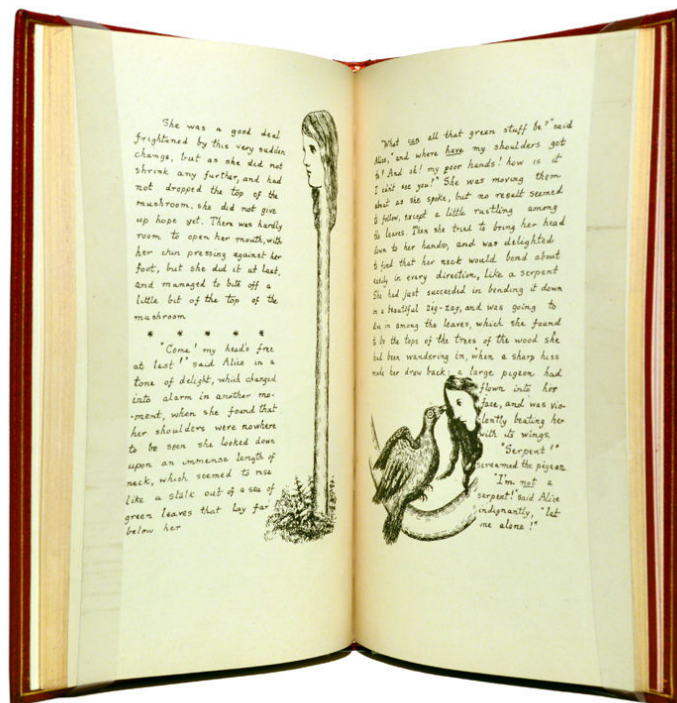 She was a good deal
frightened by this very sudden
change, but as she did not
shrink any further, and had
not dropped the top of the
mushroom, she did not give
up hope yet. There was hardly
room to open her mouth, with
her chin pressing against her
foot, but she did it at last,
and managed to bite off a
little bit of the top of the
mushroom
* * * * *
"Come! my head's free
at last!" said Alice in a
tone of delight, which changed
into alarm in another mo-
-ment, when she found that
her shoulders were nowhere
to be seen she looked down
upon an immense length of
neck, which seemed to rise
like a stalk out of a sea of
green leaves that lay far
below her
"What can all that green stuff be?" said
Alice, "and where have my shoulders got
to? And oh! my poor hands! how is it
I can't see you?" She was moving them
about as she spoke, but no result seemed
to follow, except a little rustling among
the leaves. Then she tried to bring her head
down to her hands, and was delighted
to find that her neck would bend about
easily in every direction, like a serpent
She had just succeeded in bending it down
in a beautiful zig-zag, and was going to
dive in among the leaves, which she found
to be the tops of the trees of the wood she
had been wandering in, when a sharp hiss
made her draw back: a large pigeon had
flown into her
face, and was vio-
-lently beating her
with its wings
"Serpent!"
screamed the pigeon
"I'm not a
serpent!" said Alice
indignantly, "let
me alone!"